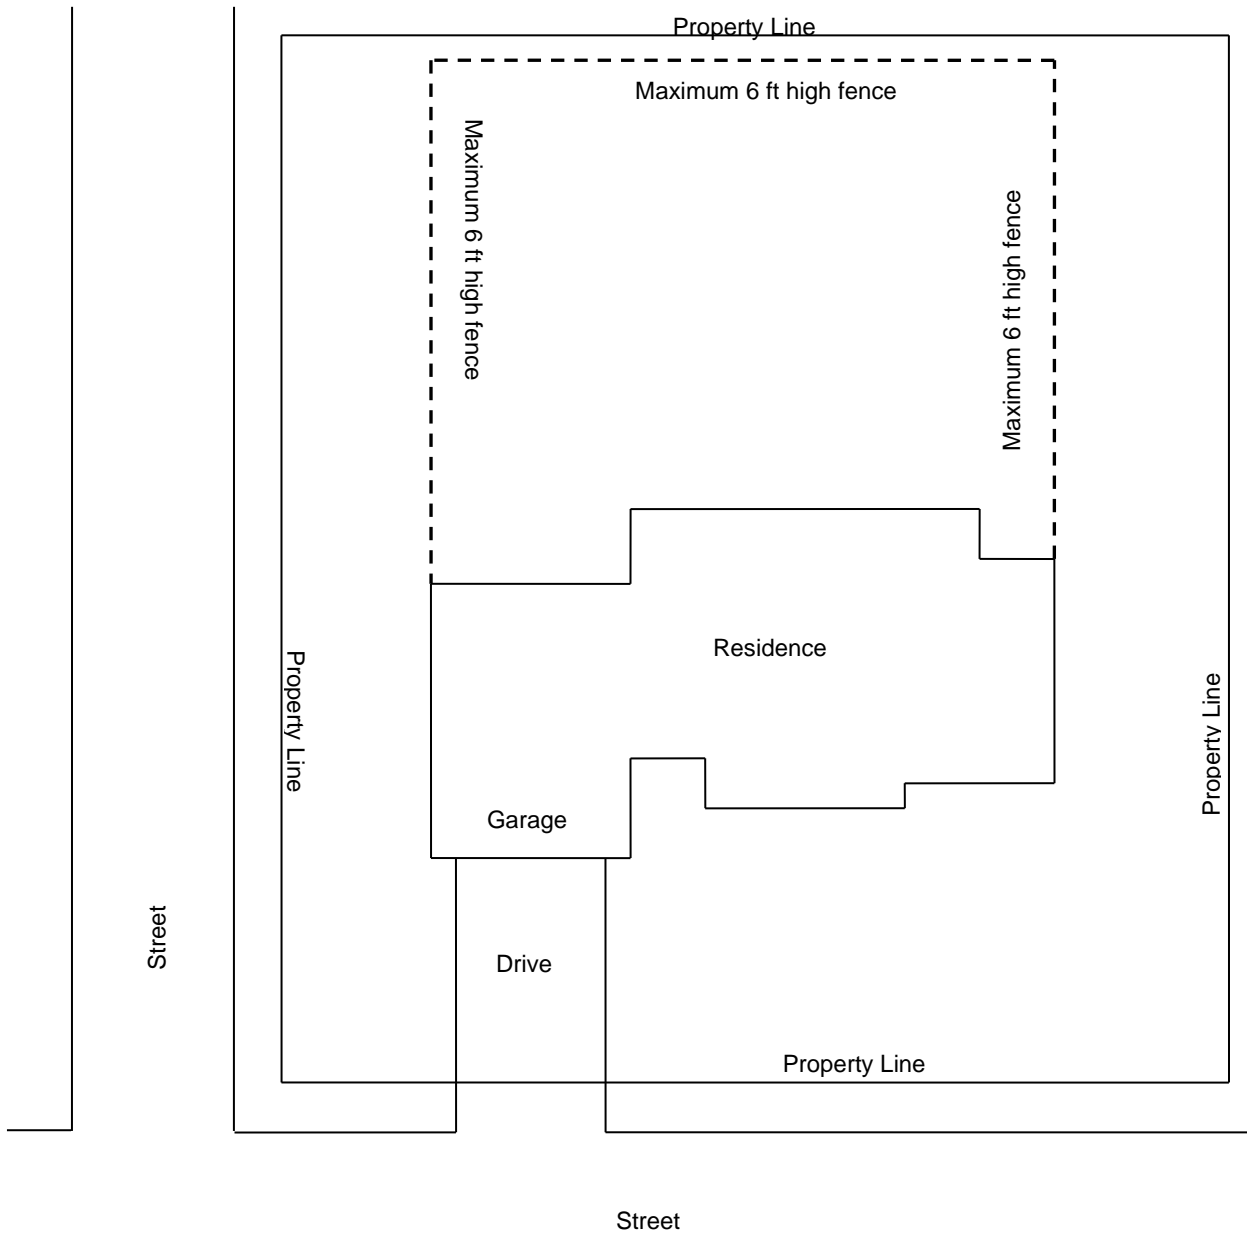 Property Line
Maximum 6 ft high fence
Maximum 6 ft high fence
Maximum 6 ft high fence
Residence
Property Line
Property Line
Garage
Street
Drive
Property Line
Street